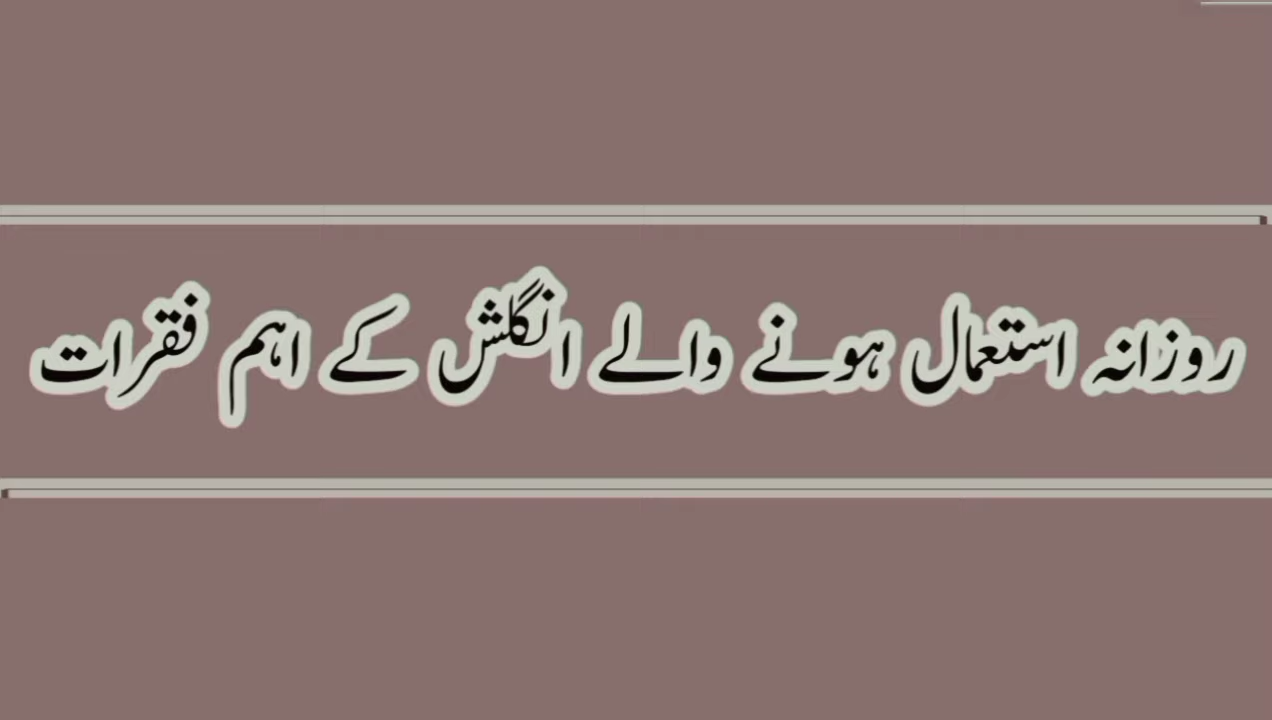 روزانہ استعمال ہونے والے انگلش کے اہم فقرات